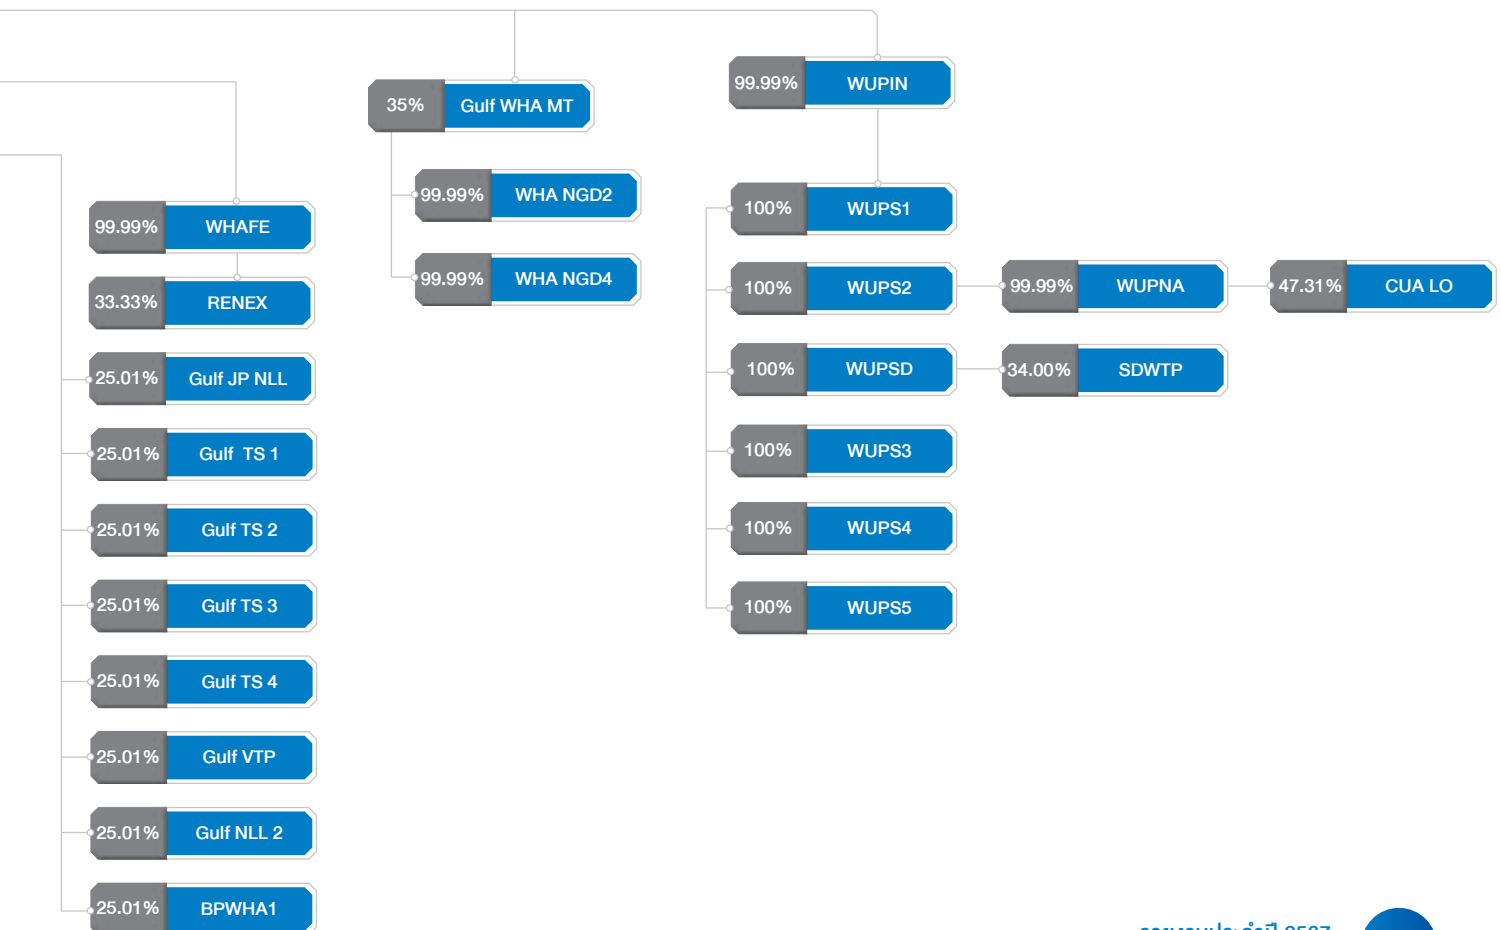 99.99% WUPIN
35% Gulf WHA MT
99.99% WHA NGD2
99.99% WHA NGD4
99.99% WHAFE
33.33% RENEX
25.01% Gulf JP NLL
25.01% Gulf TS 1
25.01% Gulf TS 2
25.01% Gulf TS 3
25.01% Gulf TS 4
25.01% Gulf VTP
25.01% Gulf NLL 2
25.01% BPWHA1
100% WUPS1
100% WUPS2
99.99% WUPNA
47.31% CUA LO
100% WUPSD
34.00% SDWTP
100% WUPS3
100% WUPS4
100% WUPS5